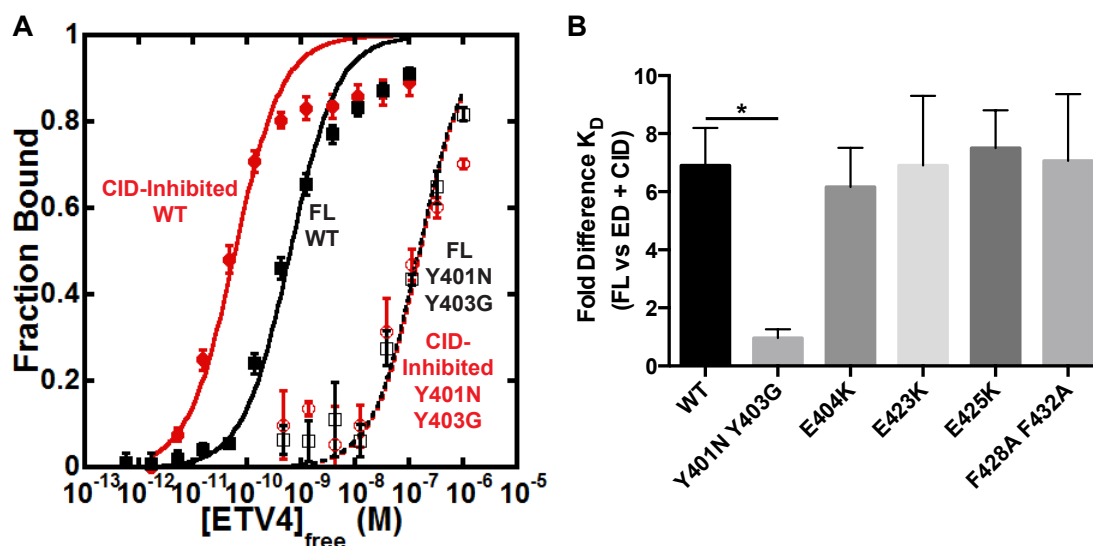 A
Fraction Bound
1
0.8
0.6
0.4
0.2
0
CID-Inhibited
WT
FL
WT
FL
Y401N
Y403G
CID-
Inhibited
Y401N
Y403G
10-13 10-12 10-11 10-10 10-9 10-8 10-7 10-6 10-5
[ETV4]free (M)
B
Fold Difference KD
(FL vs ED + CID)
10
8
6
4
2
0
*
WT
Y401N Y403G
E404K
E423K
E425K
F428A F432A